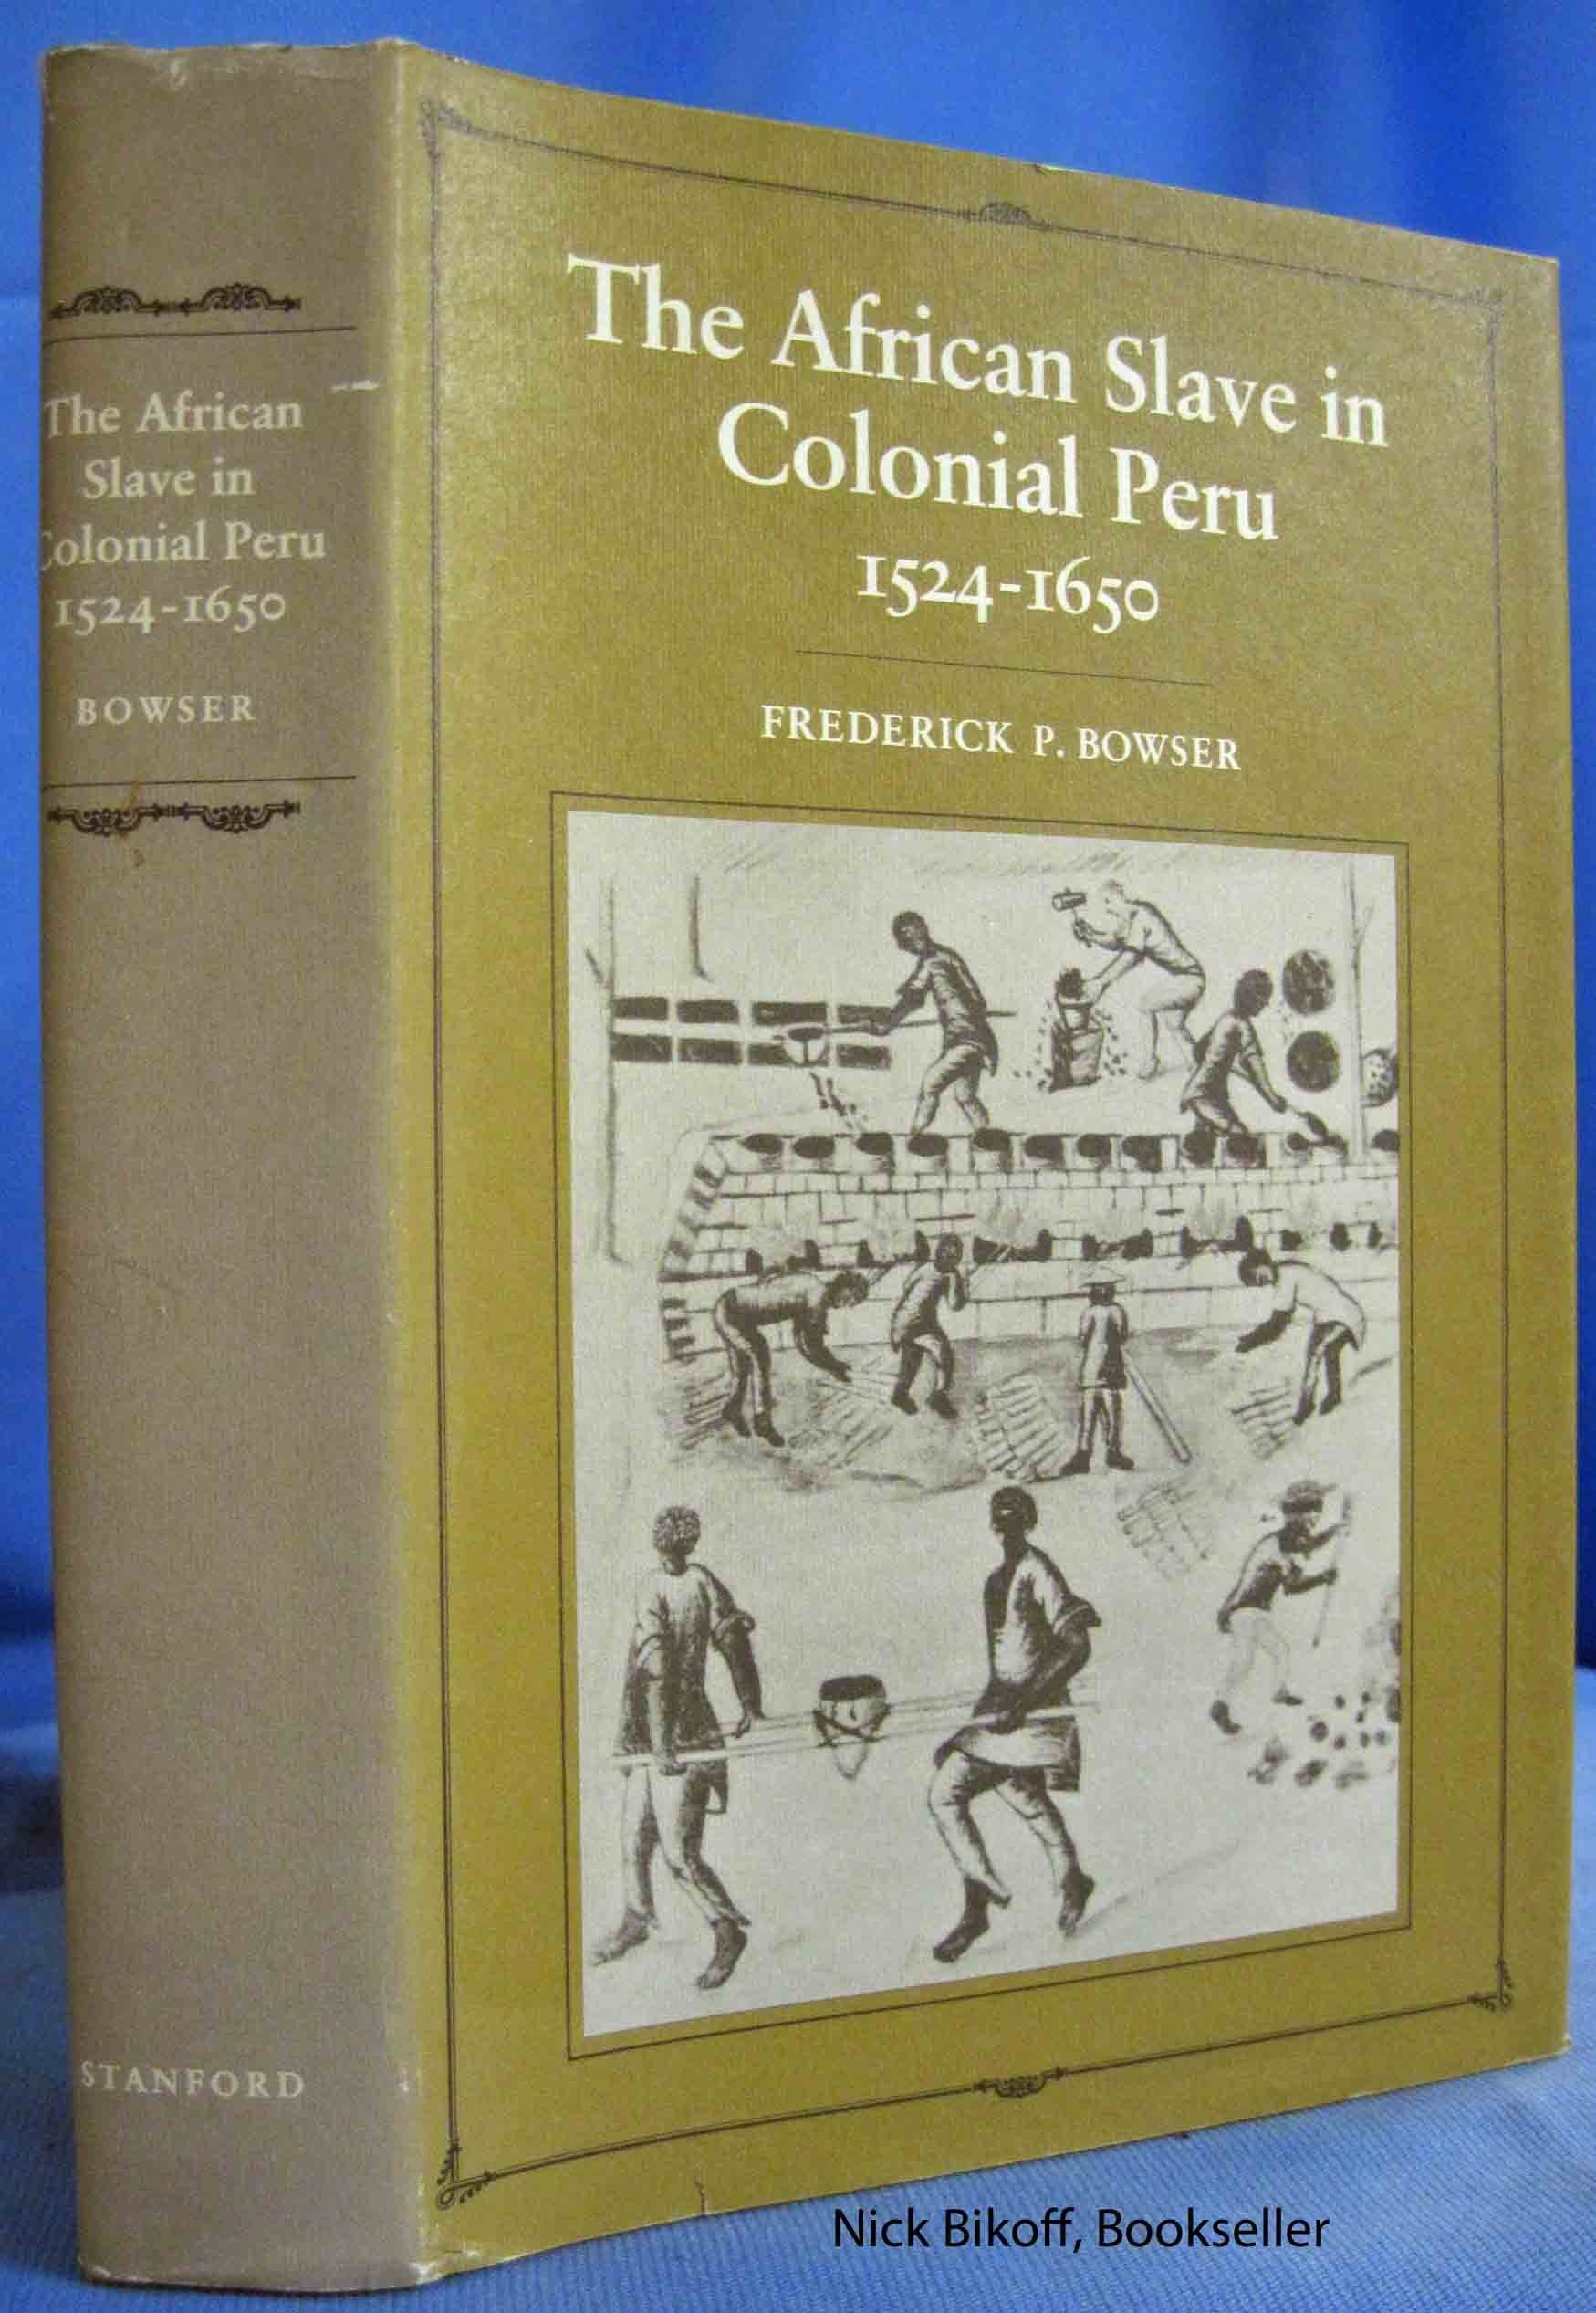 The African
Slave in
Colonial Peru
1524-1650
BOWSER
STANFORD
The African Slave in
Colonial Peru
1524-1650
FREDERICK P. BOWSER
Nick Bikoff, Bookseller